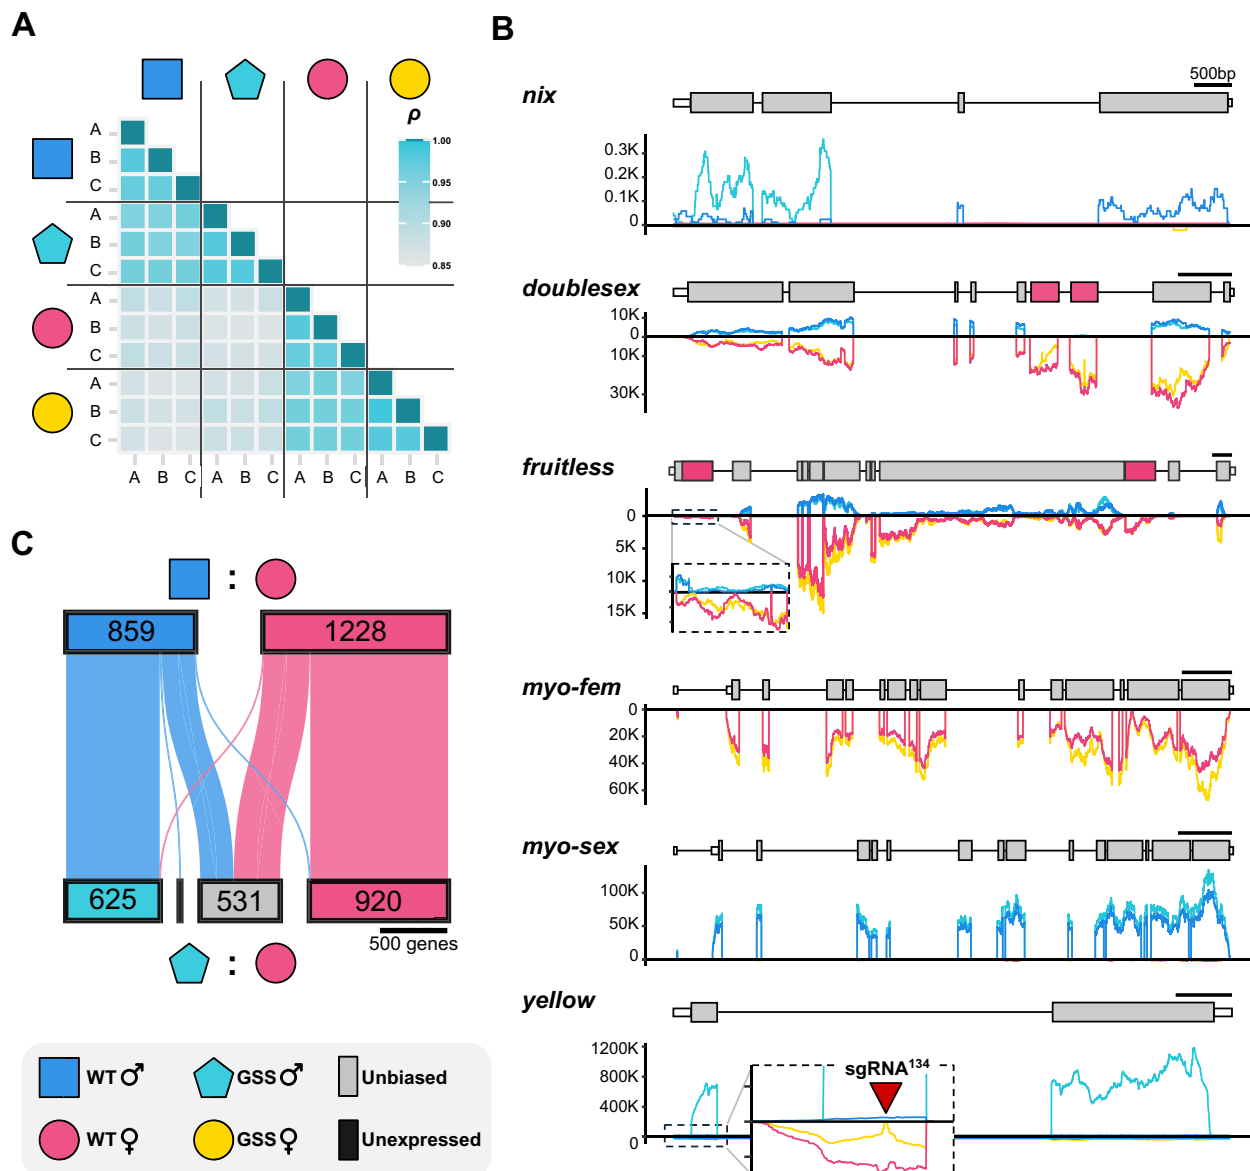 A
ρ
1.00
0.95
0.90
0.85
A
B
C
A
B
C
A
B
C
A
B
C
A B C A B C A B C A B C
B
500bp
nix
0.3K
0.2K
0.1K
0
doublesex
10K
0
10K
30K
fruitless
0
5K
10K
15K
myo-fem
0
20K
40K
60K
myo-sex
100K
50K
0
yellow
1200K
800K
400K
0
sgRNA134
C
:
859
1228
625
531
920
500 genes
:
WT ♂
GSS ♂
Unbiased
WT ♀
GSS ♀
Unexpressed